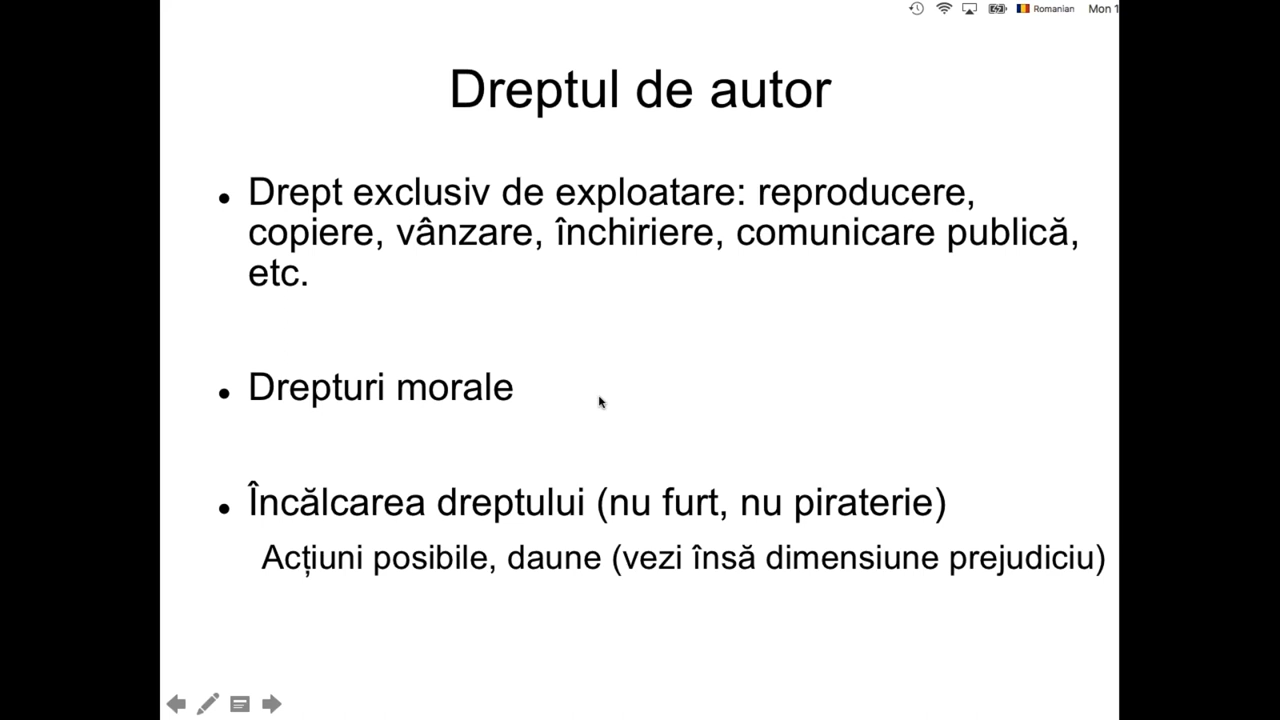 Romanian Mon 1
Dreptul de autor
Drept exclusiv de exploatare: reproducere,
copiere, vânzare, închiriere, comunicare publică,
etc.
Drepturi morale
Încălcarea dreptului (nu furt, nu piraterie)
Acțiuni posibile, daune (vezi însă dimensiune prejudiciu)